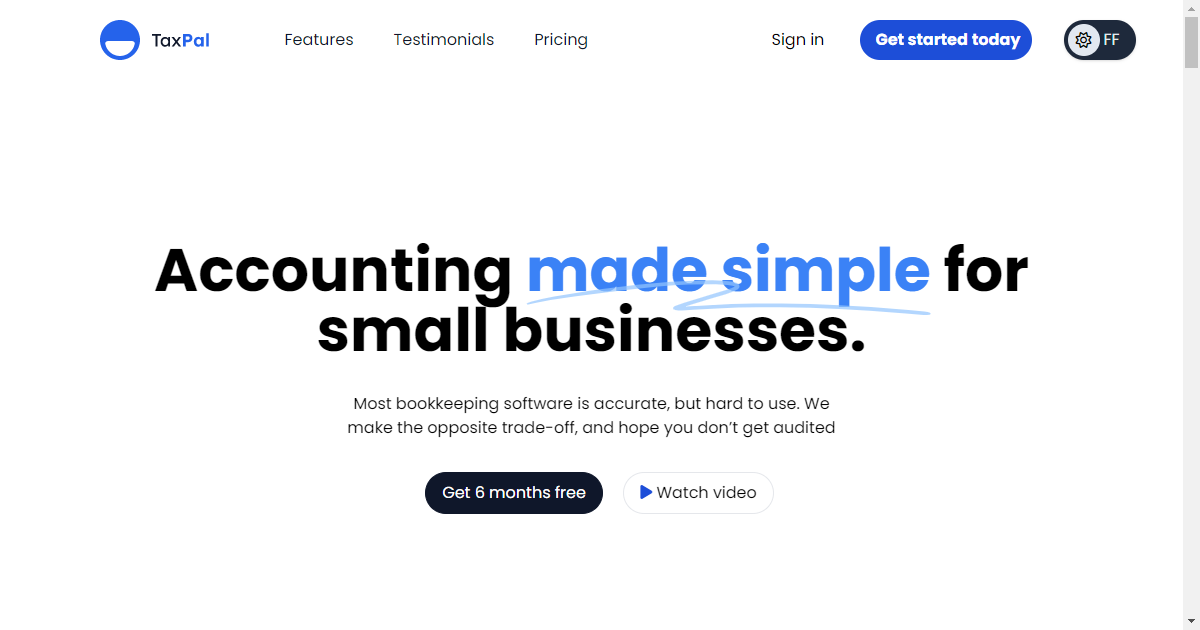 TaxPal
Features
Testimonials
Pricing
Sign in
Get started today
FF
Accounting made simple for
small businesses.
Most bookkeeping software is accurate, but hard to use. We
make the opposite trade-off, and hope you don’t get audited
Get 6 months free
Watch video